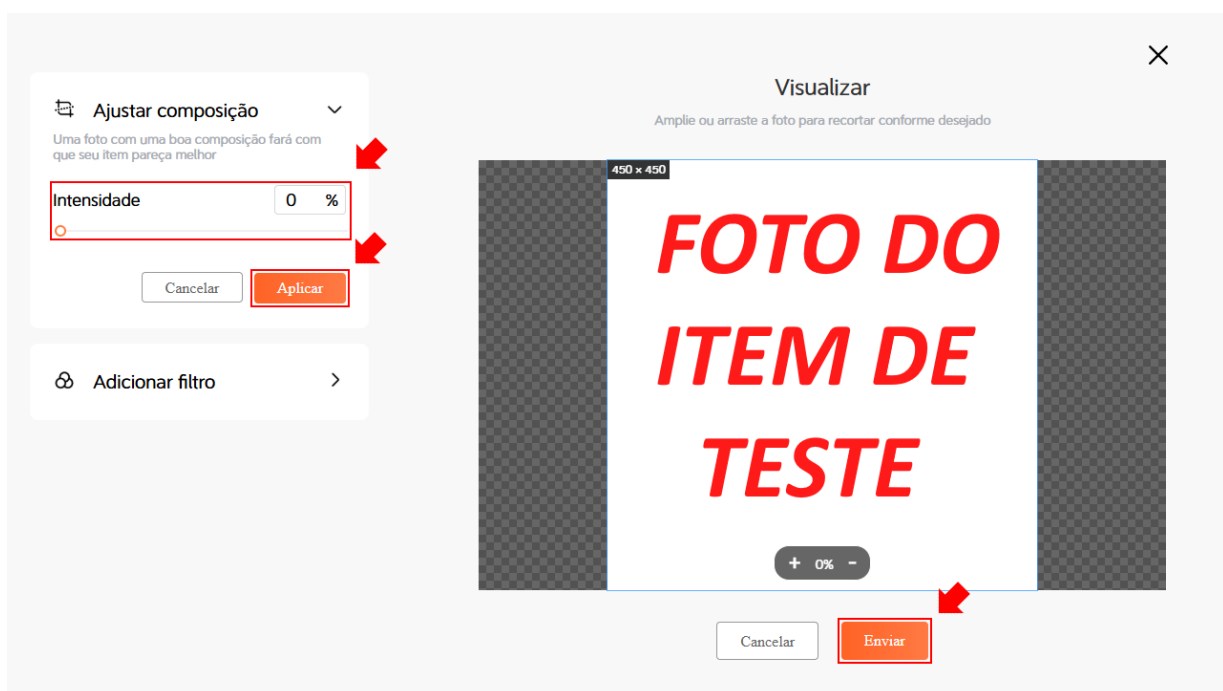 Ajustar composição
Uma foto com uma boa composição fará com
que seu item pareça melhor
Intensidade 0 %
Cancelar Aplicar
Adicionar filtro
Visualizar
Amplie ou arraste a foto para recortar conforme desejado
450 x 450
FOTO DO
ITEM DE
TESTE
+ 0% -
Cancelar Enviar